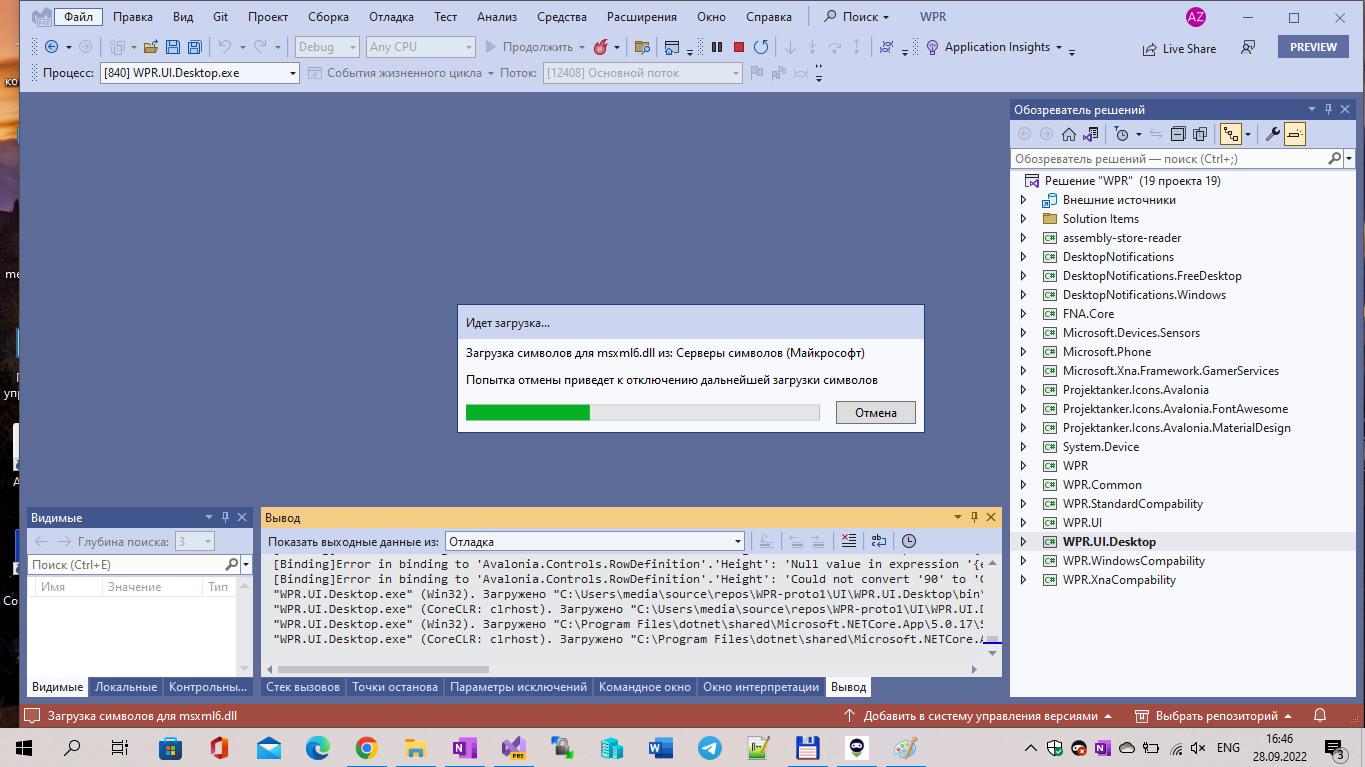 Файл Правка Вид Git Проект Сборка Отладка Тест Анализ Средства Расширения Окно Справка Поиск WPR AZ
Debug Any CPU Продолжить Application Insights Live Share PREVIEW
Процесс: [840] WPR.UI.Desktop.exe События жизненного цикла Поток: [12408] Основной поток
Обозреватель решений
Обозреватель решений — поиск (Ctrl+;)
Решение "WPR" (19 проекта 19)
Внешние источники
Solution Items
assembly-store-reader
DesktopNotifications
DesktopNotifications.FreeDesktop
DesktopNotifications.Windows
FNA.Core
Microsoft.Devices.Sensors
Microsoft.Phone
Microsoft.Xna.Framework.GamerServices
Projektanker.Icons.Avalonia
Projektanker.Icons.Avalonia.FontAwesome
Projektanker.Icons.Avalonia.MaterialDesign
System.Device
WPR
WPR.Common
WPR.StandardCompability
WPR.UI
WPR.UI.Desktop
WPR.WindowsCompability
WPR.XnaCompability
Идет загрузка...
Загрузка символов для msxml6.dll из: Серверы символов (Майкрософт)
Попытка отмены приведет к отключению дальнейшей загрузки символов
Отмена
Видимые
Глубина поиска: 3
Поиск (Ctrl+E)
Имя Значение Тип
Видимые Локальные Контрольны...
Вывод
Показать выходные данные из: Отладка
[Binding]Error in binding to 'Avalonia.Controls.RowDefinition'.'Height': 'Null value in expression '{e
[Binding]Error in binding to 'Avalonia.Controls.RowDefinition'.'Height': 'Could not convert '90' to 'G
"WPR.UI.Desktop.exe" (Win32). Загружено "C:\Users\media\source\repos\WPR-proto1\UI\WPR.UI.Desktop\bin\
"WPR.UI.Desktop.exe" (CoreCLR: clrhost). Загружено "C:\Users\media\source\repos\WPR-proto1\UI\WPR.UI.D
"WPR.UI.Desktop.exe" (Win32). Загружено "C:\Program Files\dotnet\shared\Microsoft.NETCore.App\5.0.17\S
"WPR.UI.Desktop.exe" (CoreCLR: clrhost). Загружено "C:\Program Files\dotnet\shared\Microsoft.NETCore.A
Стек вызовов Точки останова Параметры исключений Командное окно Окно интерпретации Вывод
Загрузка символов для msxml6.dll Добавить в систему управления версиями Выбрать репозиторий
ENG 16:46
28.09.2022 3